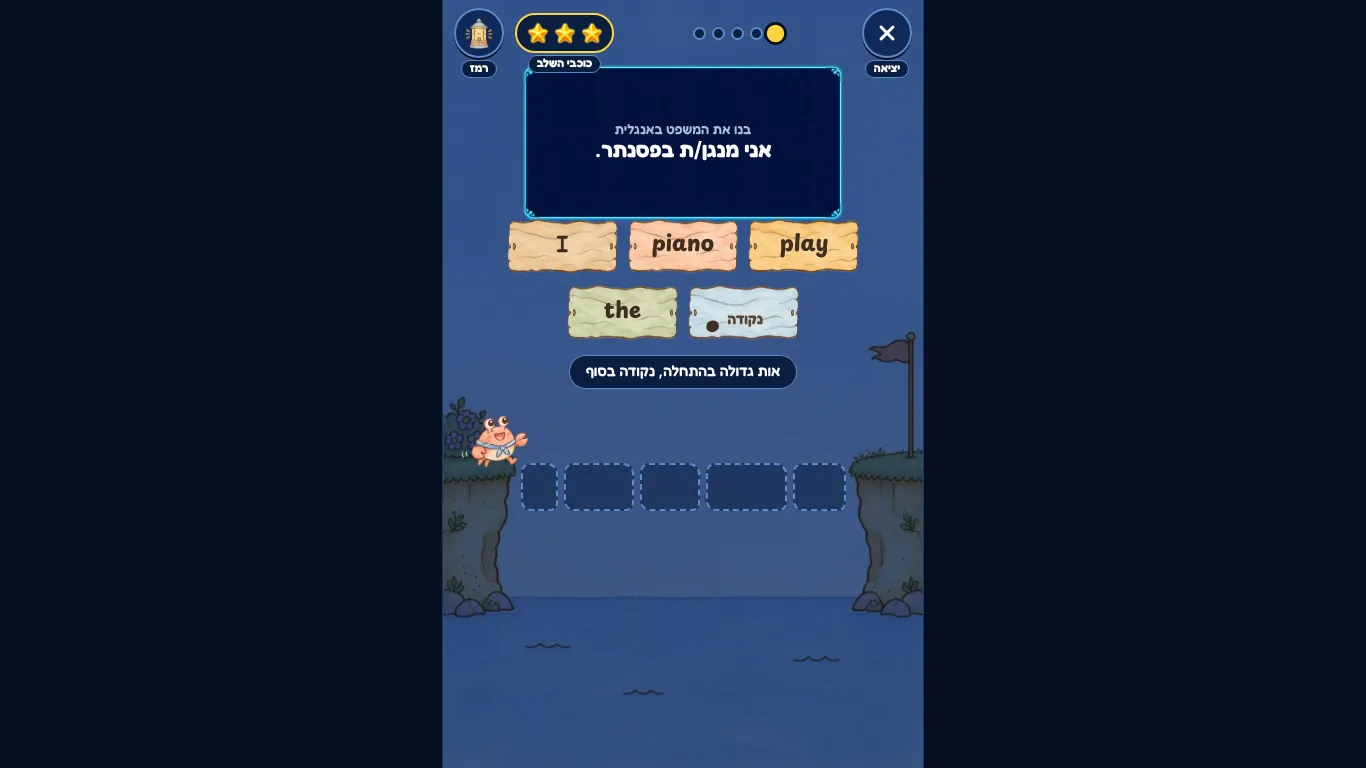 רמז
כוכבי השלב
יציאה
בנו את המשפט באנגלית
אני מנגן/ת בפסנתר.
I
piano
play
the
. נקודה
אות גדולה בהתחלה, נקודה בסוף